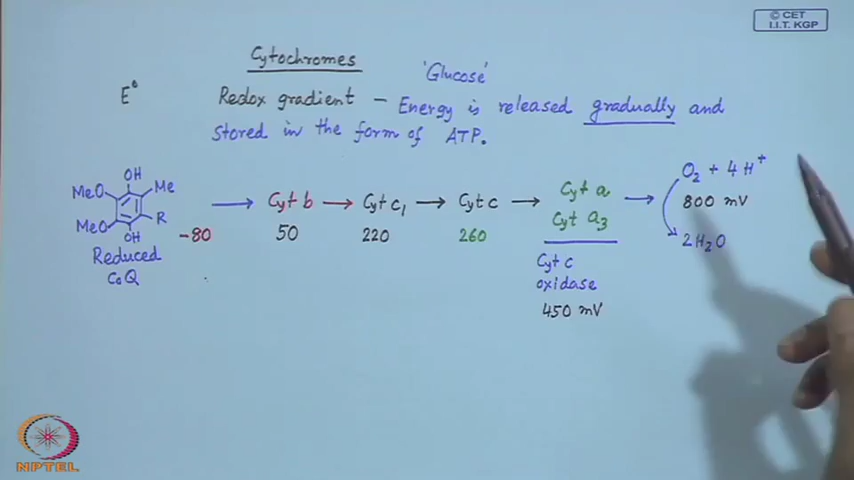 © CET
I.I.T. KGP
Cytochromes
'Glucose'
E°
Redox gradient - Energy is released gradually and
stored in the form of ATP.
OH
MeO
Me
MeO
R
OH
Reduced
CoQ
-80
Cyt b
50
Cyt c1
220
Cyt c
260
Cyt a
Cyt a3
Cyt c
oxidase
450 mV
O2 + 4H+
800 mV
2H2O
NPTEL